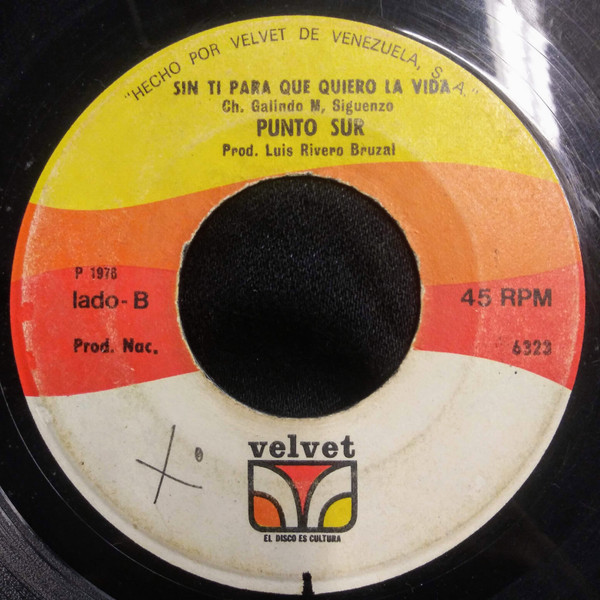 "HECHO POR VELVET DE VENEZUELA, S.A."
SIN TI PARA QUE QUIERO LA VIDA
Ch. Galindo M, Siguenzo
PUNTO SUR
Prod. Luis Rivero Bruzal
P 1976
lado-B
45 RPM
Prod. Nac.
6323
velvet
EL DISCO ES CULTURA